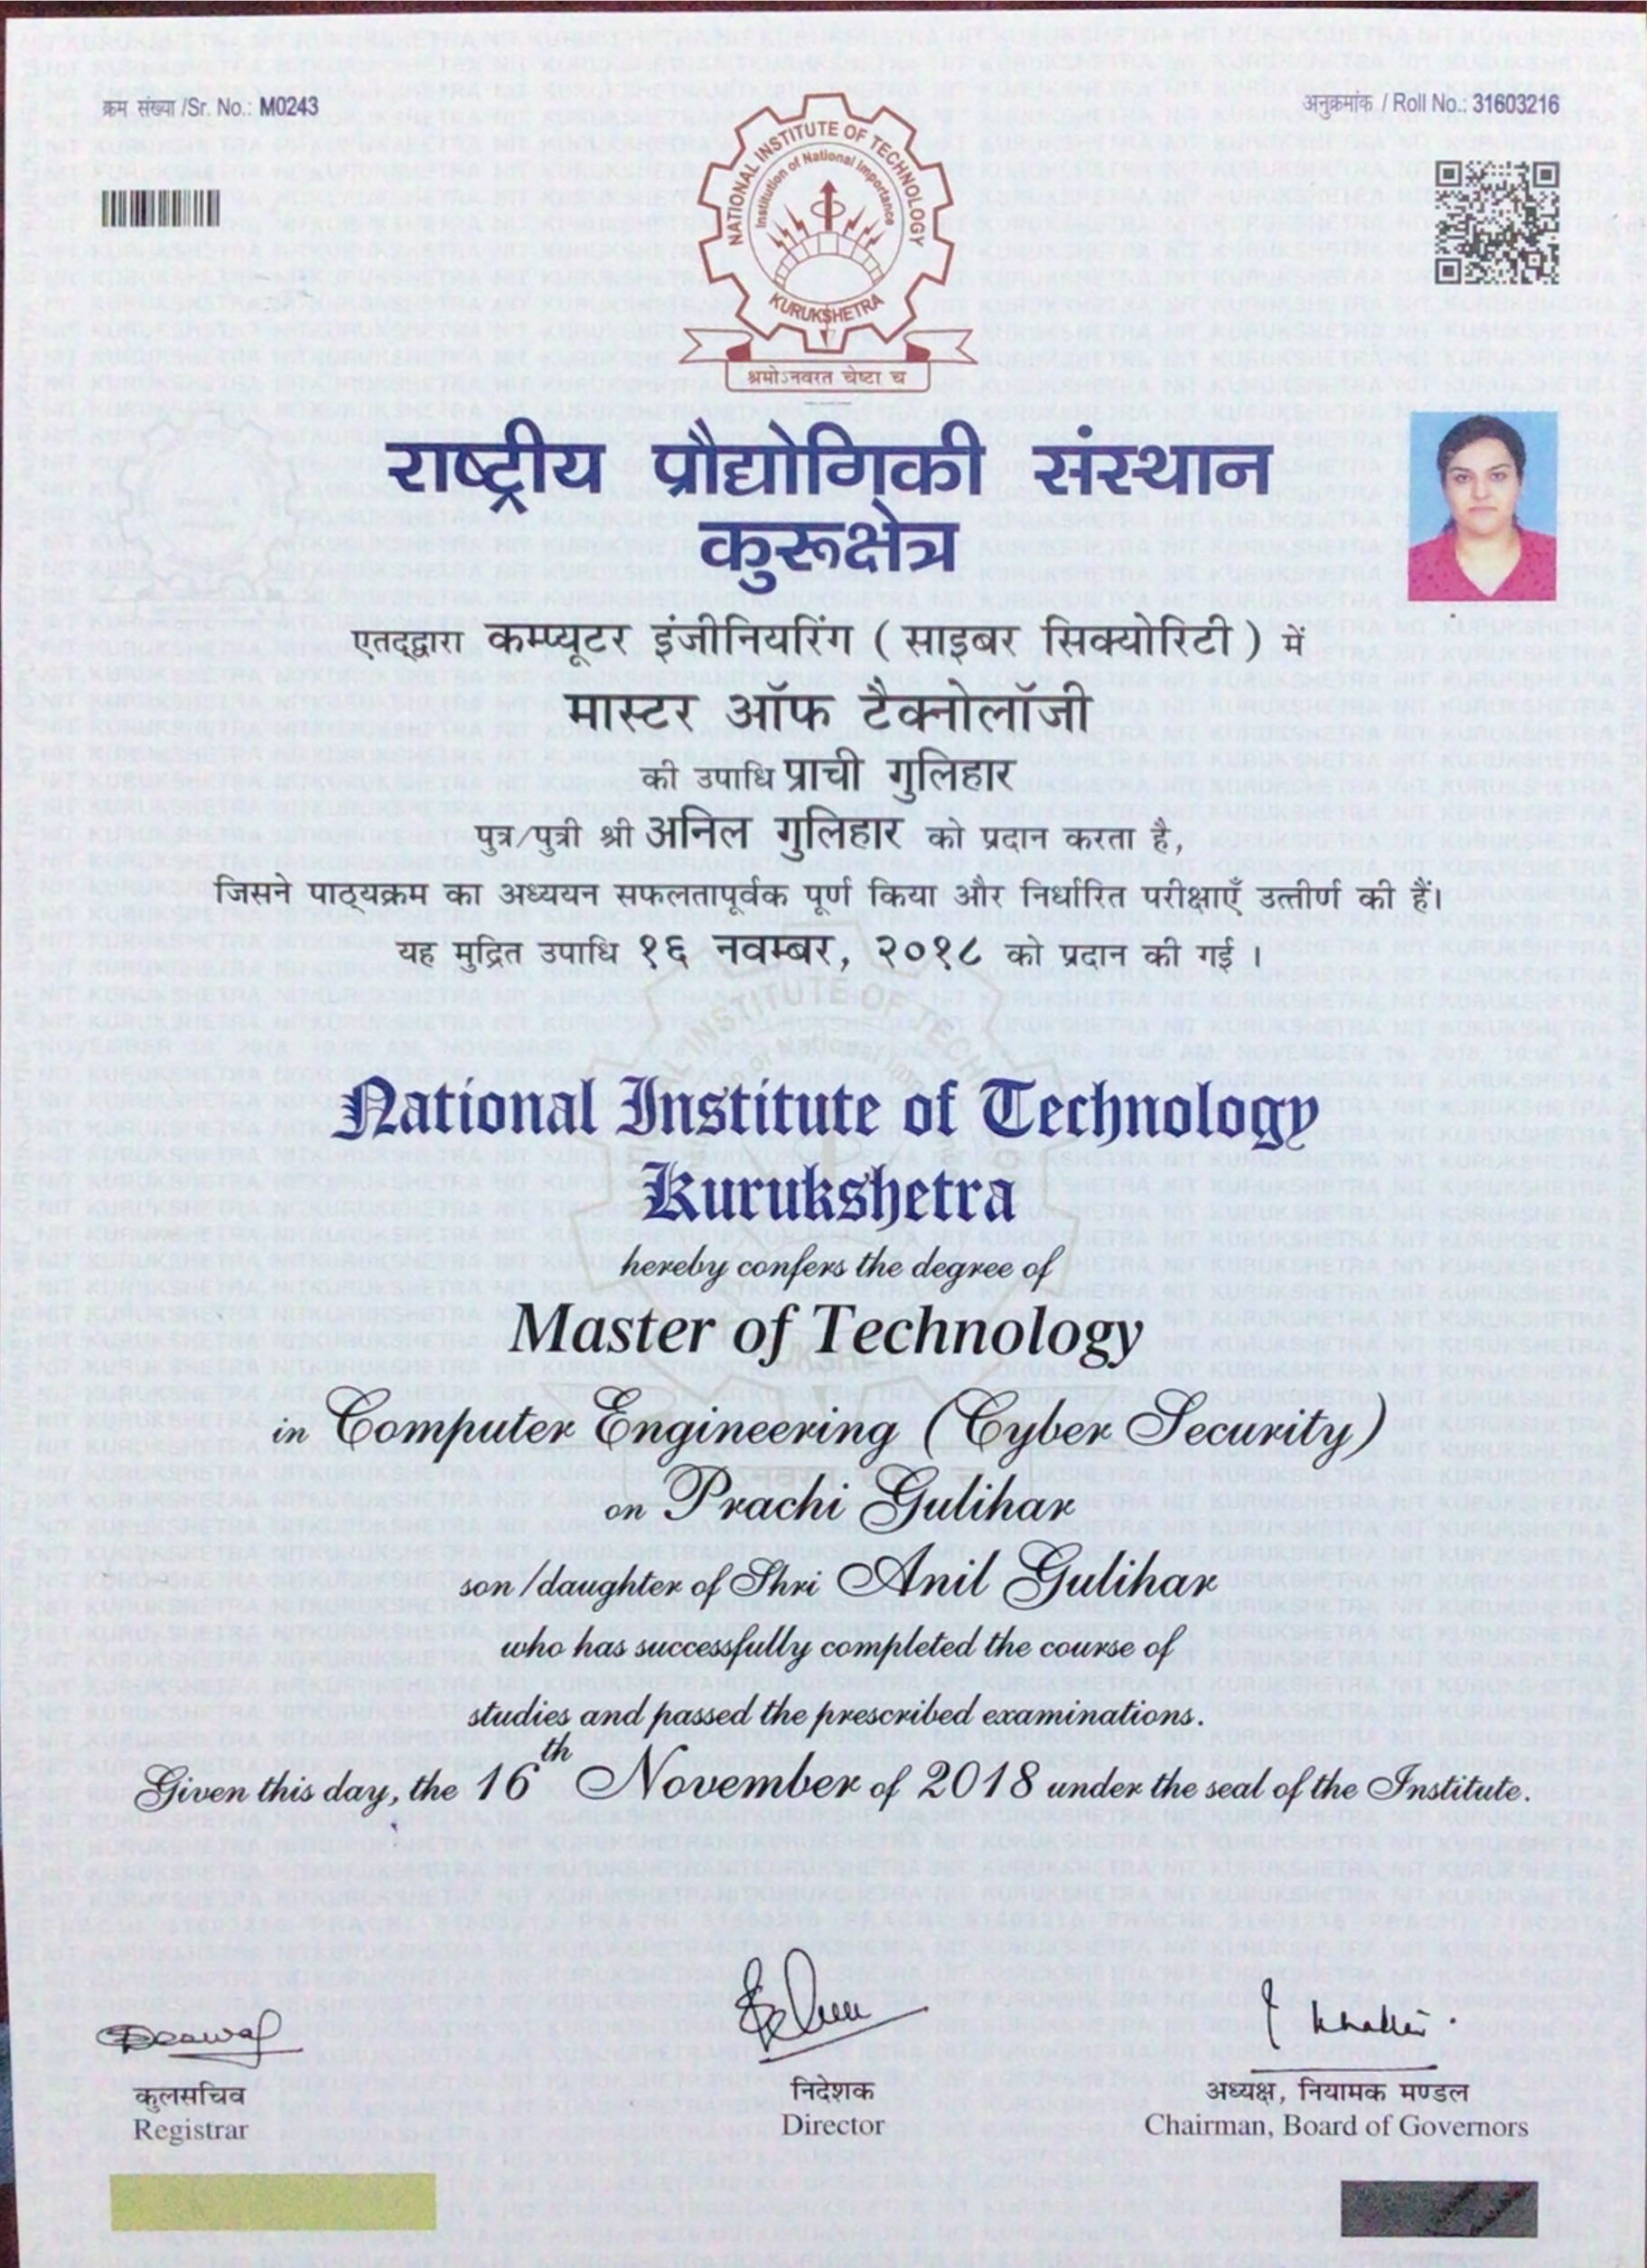 क्रम संख्या /Sr. No.: M0243
अनुक्रमांक / Roll No.: 31603216
NATIONAL INSTITUTE OF TECHNOLOGY
Institution of National Importance
KURUKSHETRA
श्रमोऽनवरत चेष्टा च
राष्ट्रीय प्रौद्योगिकी संस्थान
कुरूक्षेत्र
एतद्द्वारा कम्प्यूटर इंजीनियरिंग ( साइबर सिक्योरिटी ) में
मास्टर ऑफ टैक्नोलॉजी
की उपाधि प्राची गुलिहार
पुत्र/पुत्री श्री अनिल गुलिहार को प्रदान करता है,
जिसने पाठ्यक्रम का अध्ययन सफलतापूर्वक पूर्ण किया और निर्धारित परीक्षाएँ उत्तीर्ण की हैं।
यह मुद्रित उपाधि १६ नवम्बर, २०१८ को प्रदान की गई ।
National Institute of Technology
Kurukshetra
hereby confers the degree of
Master of Technology
in Computer Engineering (Cyber Security)
on Prachi Gulihar
son/daughter of Shri Anil Gulihar
who has successfully completed the course of
studies and passed the prescribed examinations.
Given this day, the 16th November of 2018 under the seal of the Institute.
कुलसचिव
Registrar
निदेशक
Director
अध्यक्ष, नियामक मण्डल
Chairman, Board of Governors